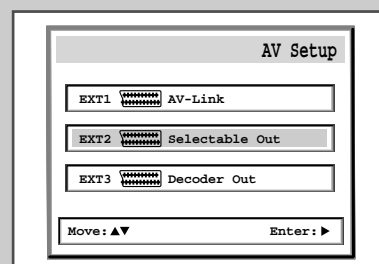 AV Setup
EXT1 AV-Link
EXT2 Selectable Out
EXT3 Decoder Out
Move:▲▼ Enter:▶